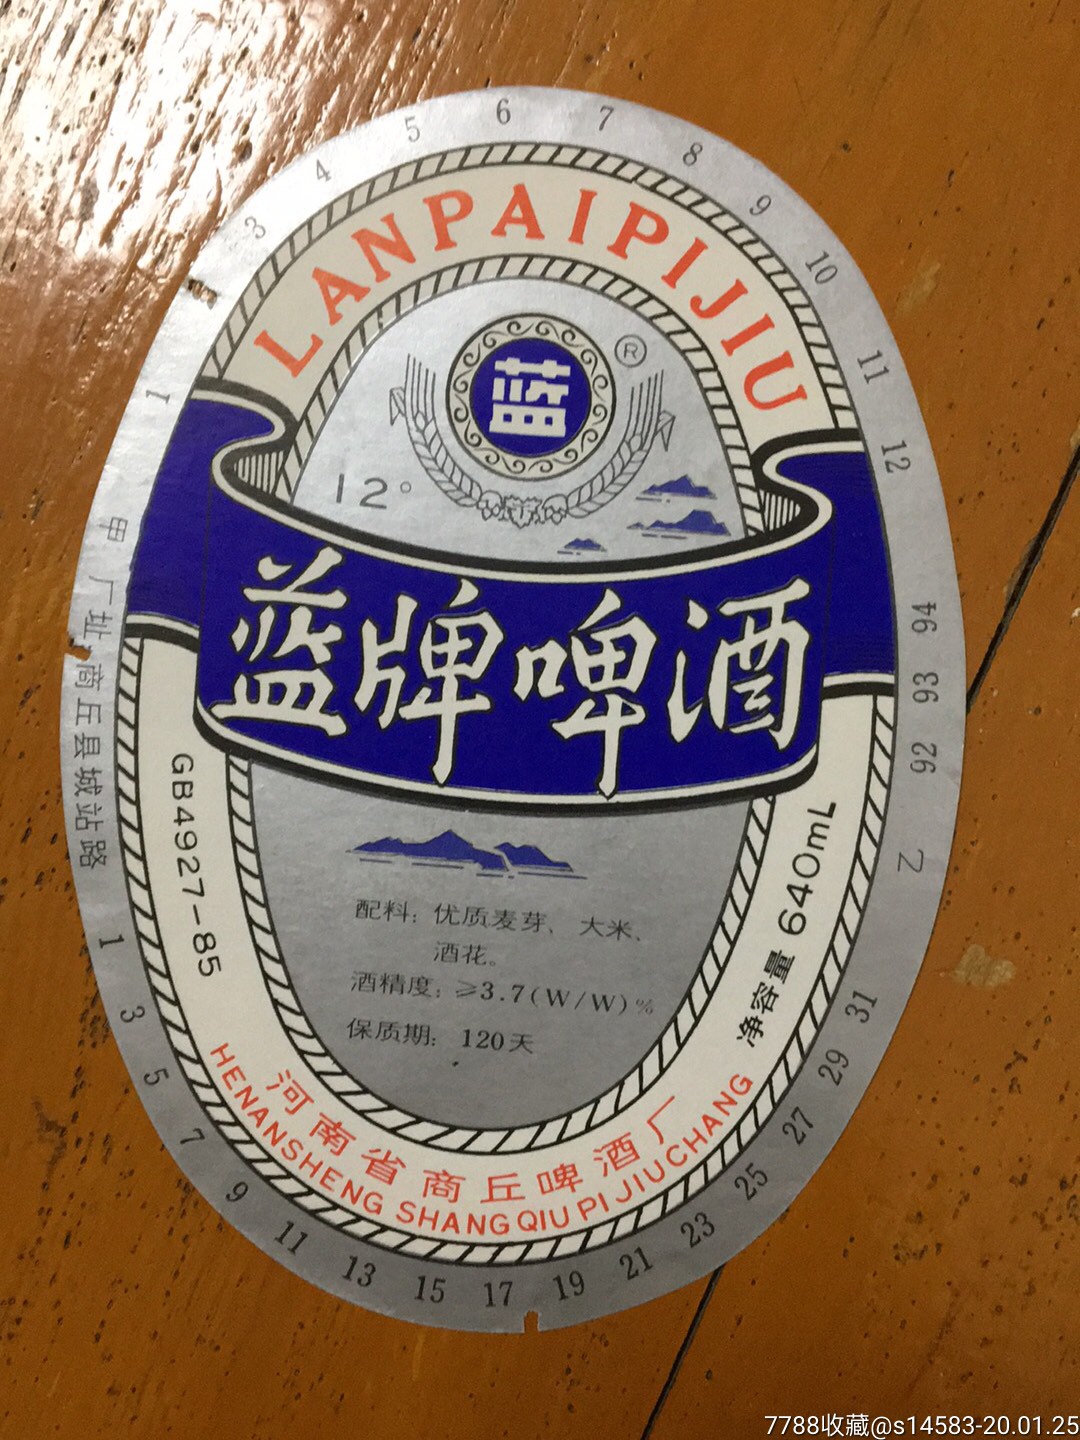 1 3 4 5 6 7 8 9 10 11 12
LANPAIPIJIU
蓝
®
12°
蓝牌啤酒
甲 厂址:商丘县城站路
94 93 92
乙
GB4927-85
净容量 640mL
配料: 优质麦芽、大米、
酒花。
酒精度: ≥3.7(W/W)%
保质期: 120天
河南省商丘啤酒厂
HENANSHENG SHANGQIU PIJIUCHANG
1 3 5 7 9 11 13 15 17 19 21 23 25 27 29 31
7788收藏@s14583-20.01.25